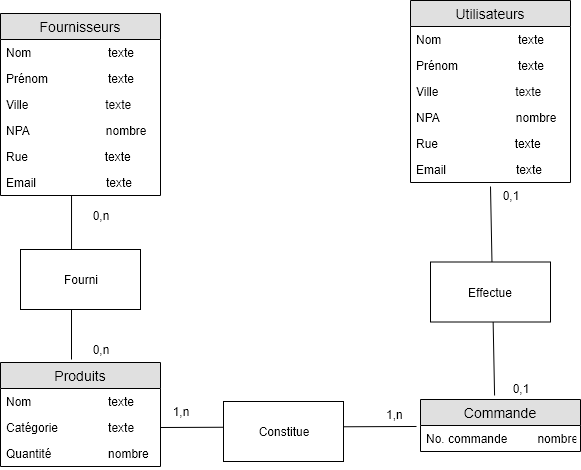 Fournisseurs
Nom texte
Prénom texte
Ville texte
NPA nombre
Rue texte
Email texte
0,n
Fourni
0,n
Produits
Nom texte
Catégorie texte
Quantité nombre
1,n
Constitue
1,n
Utilisateurs
Nom texte
Prénom texte
Ville texte
NPA nombre
Rue texte
Email texte
0,1
Effectue
0,1
Commande
No. commande nombre